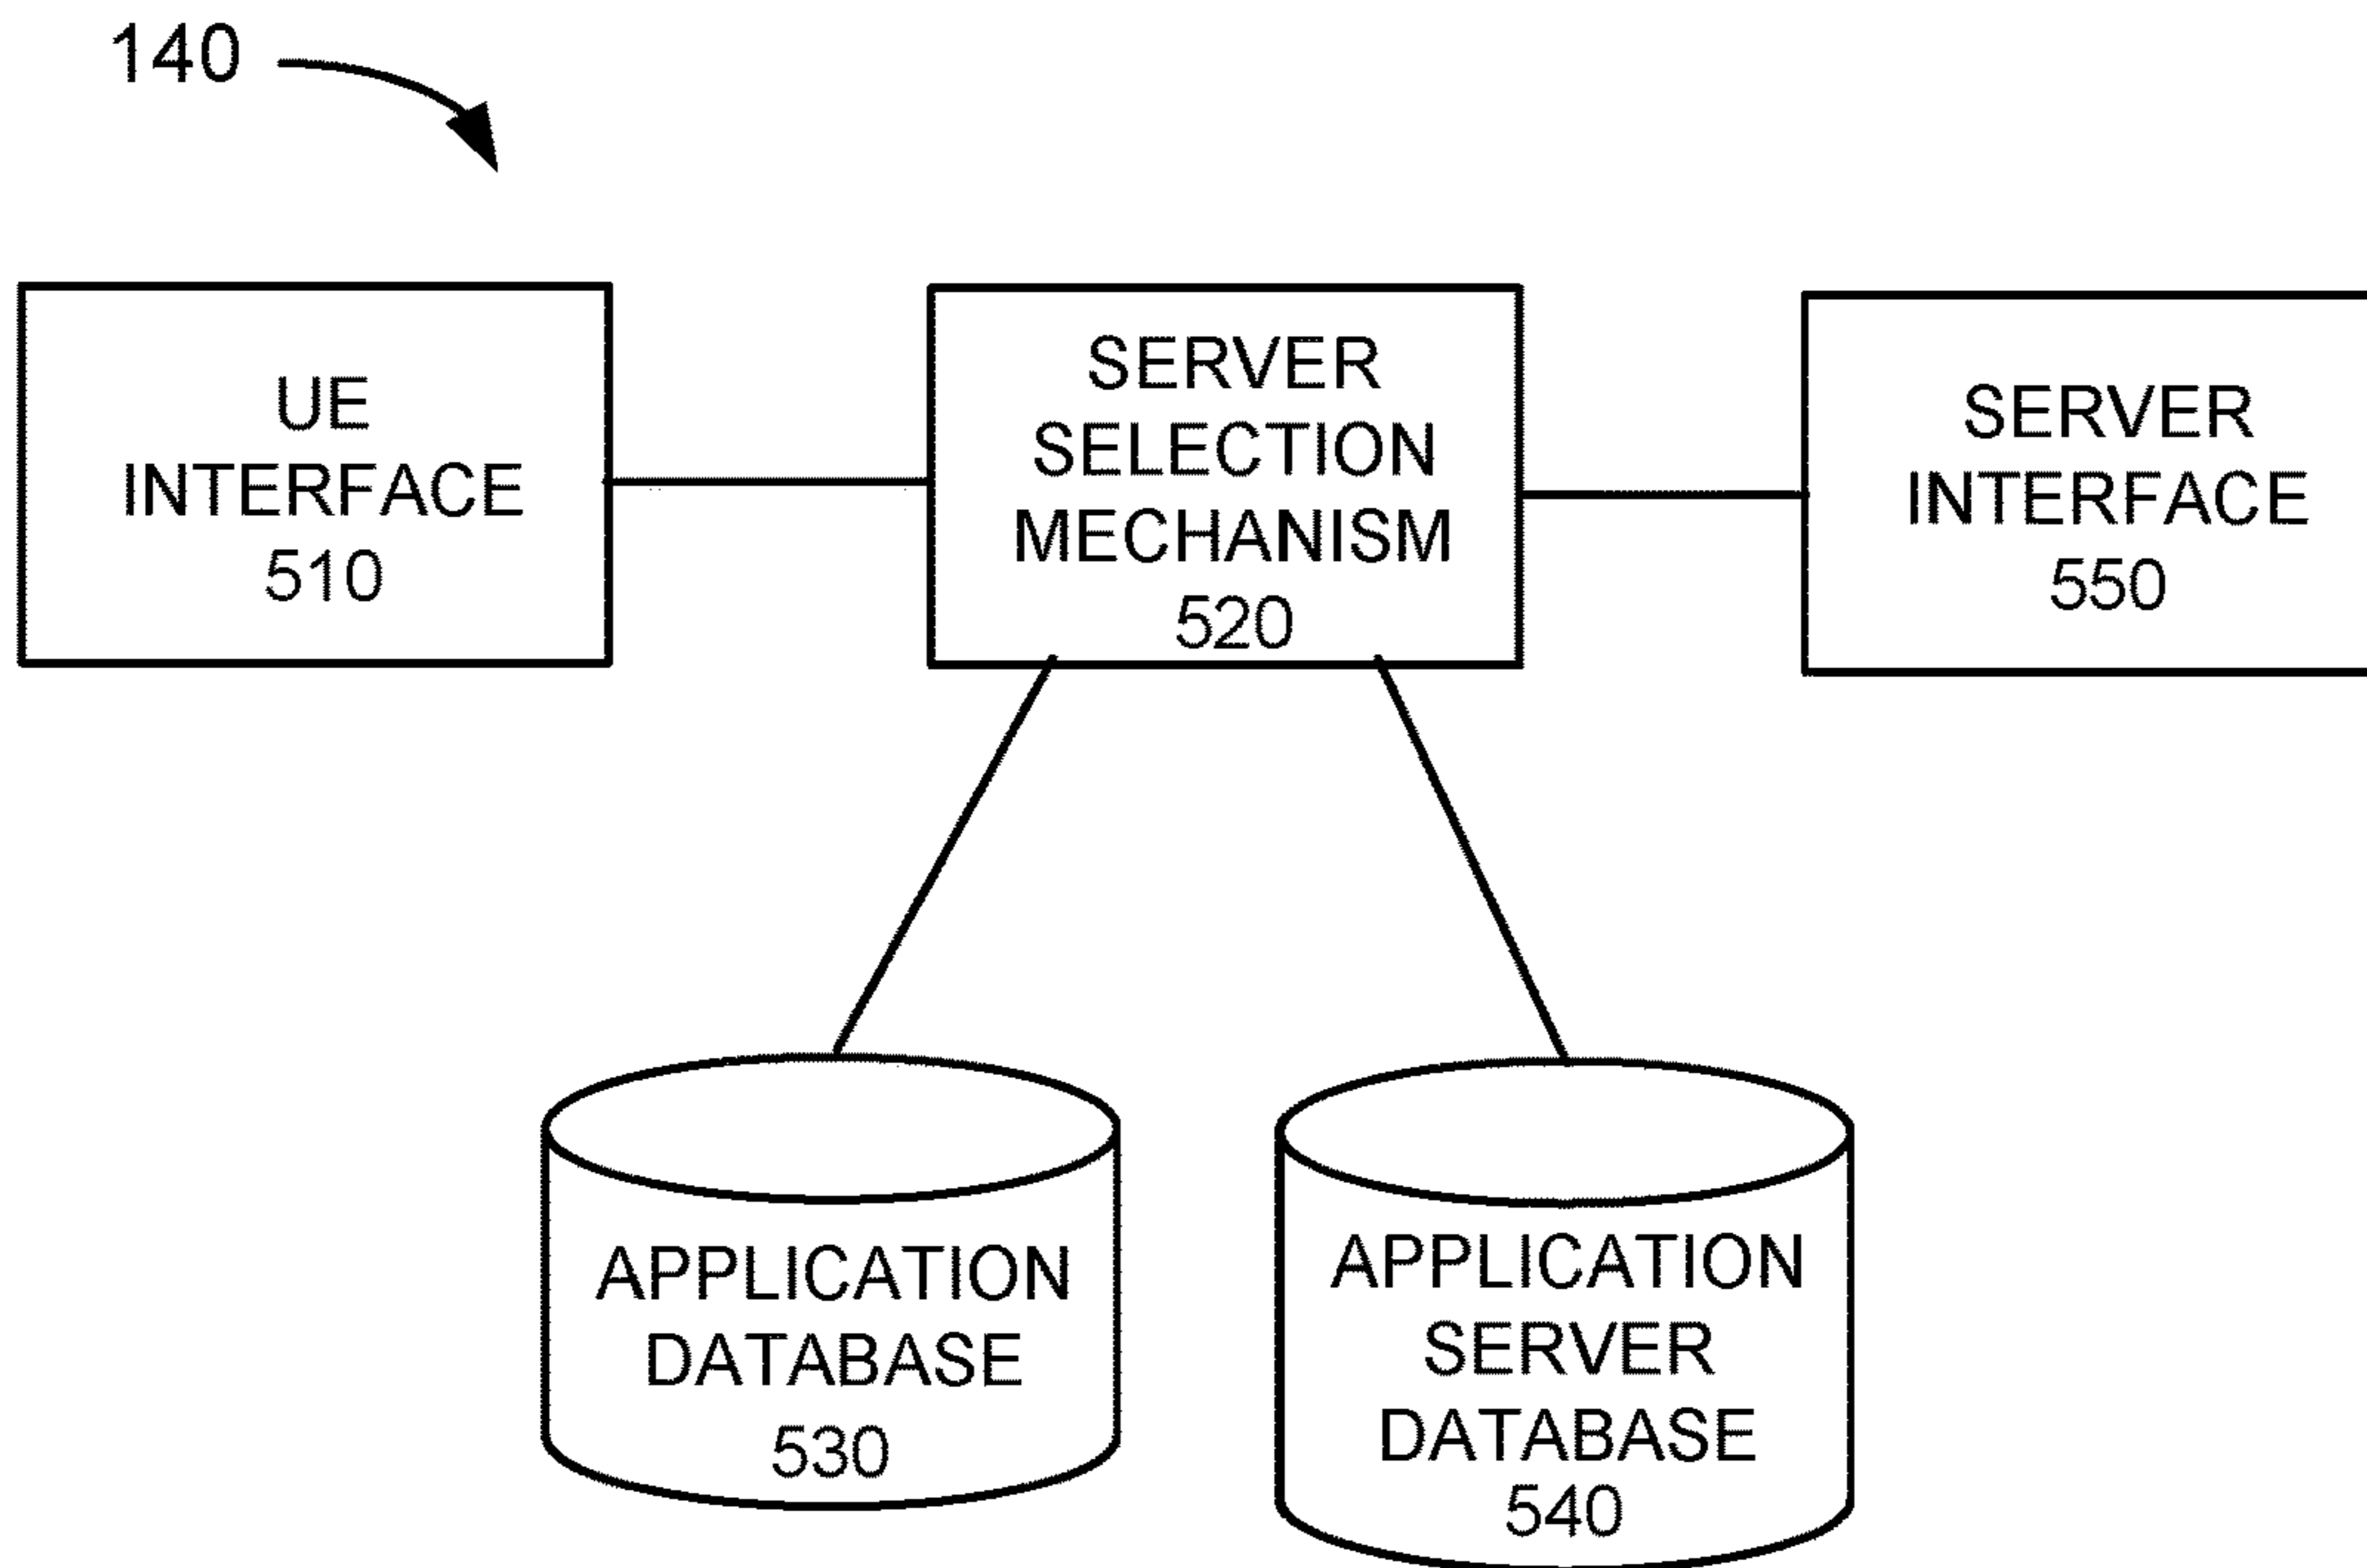 140
UE
INTERFACE
510
SERVER
SELECTION
MECHANISM
520
SERVER
INTERFACE
550
APPLICATION
DATABASE
530
APPLICATION
SERVER
DATABASE
540